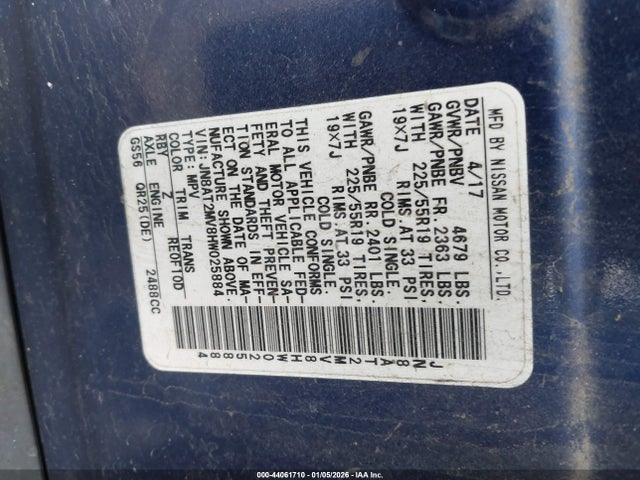 MFD BY NISSAN MOTOR CO.,LTD.
DATE 4/17
GVWR/PNBV 4679 LBS.
GAWR/PNBE FR. 2363 LBS.
WITH 225/55R19 TIRES,
19X7J RIMS.AT 33 PSI
COLD SINGLE.
GAWR/PNBE RR. 2401 LBS.
WITH 225/55R19 TIRES,
19X7J RIMS.AT 33 PSI
COLD SINGLE.
THIS VEHICLE CONFORMS
TO ALL APPLICABLE FED-
ERAL MOTOR VEHICLE SA-
FETY AND THEFT PREVEN-
TION STANDARDS IN EFF-
ECT ON THE DATE OF MA-
NUFACTURE SHOWN ABOVE.
VIN:JN8AT2MV8HW025884
TYPE: MPV
COLOR TRIM TRANS
RBY Z RE0F10D
AXLE ENGINE
GS56 QR25(DE) 2488CC
JN8AT2MV8HW025884
000-44061710 | 01/05/2026 - IAA Inc.